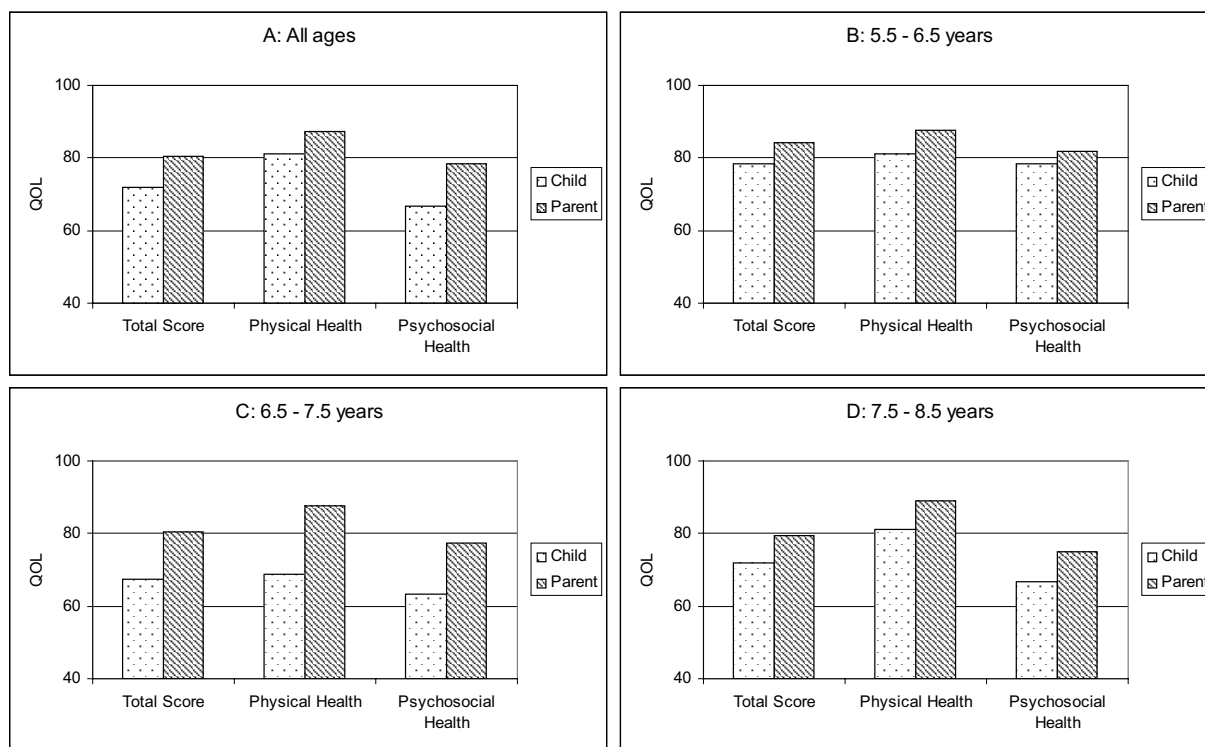 A: All ages
100
80
60
40
QOL
Total Score
Physical Health
Psychosocial
Health
Child
Parent
B: 5.5 - 6.5 years
100
80
60
40
QOL
Total Score
Physical Health
Psychosocial
Health
Child
Parent
C: 6.5 - 7.5 years
100
80
60
40
QOL
Total Score
Physical Health
Psychosocial
Health
Child
Parent
D: 7.5 - 8.5 years
100
80
60
40
QOL
Total Score
Physical Health
Psychosocial
Health
Child
Parent